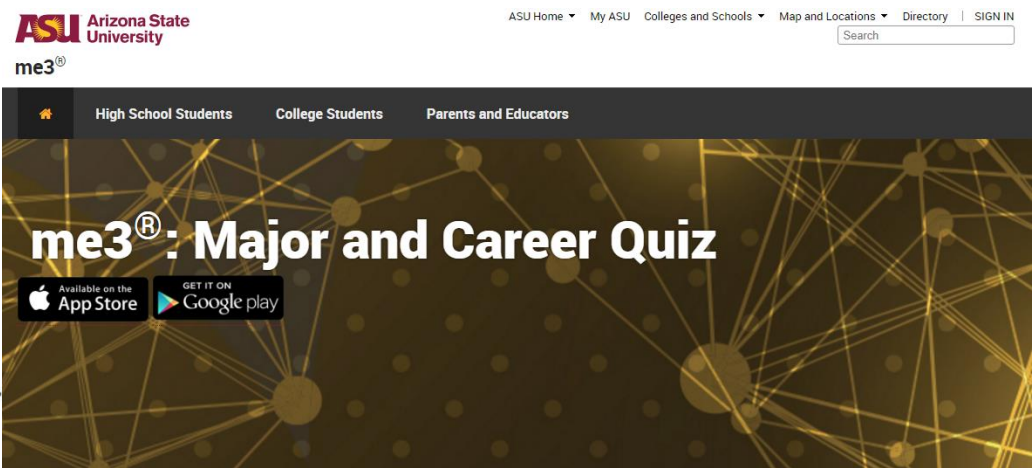 ASU Arizona State
University
ASU Home My ASU Colleges and Schools Map and Locations Directory | SIGN IN
Search
me3®
High School Students College Students Parents and Educators
me3®: Major and Career Quiz
Available on the
App Store
GET IT ON
Google play